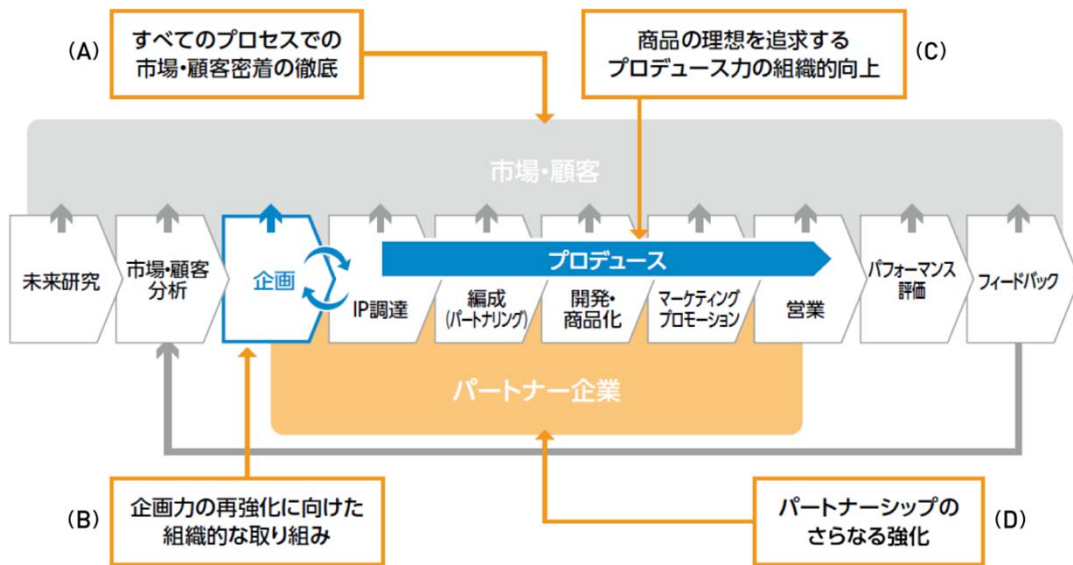 (A)
すべてのプロセスでの
市場・顧客密着の徹底
商品の理想を追求する
プロデュース力の組織的向上
(C)
市場・顧客
未来研究
市場・顧客
分析
企画
プロデュース
IP調達
編成
(パートナリング)
開発・
商品化
マーケティング
プロモーション
営業
パフォーマンス
評価
フィードバック
パートナー企業
(B)
企画力の再強化に向けた
組織的な取り組み
パートナーシップの
さらなる強化
(D)